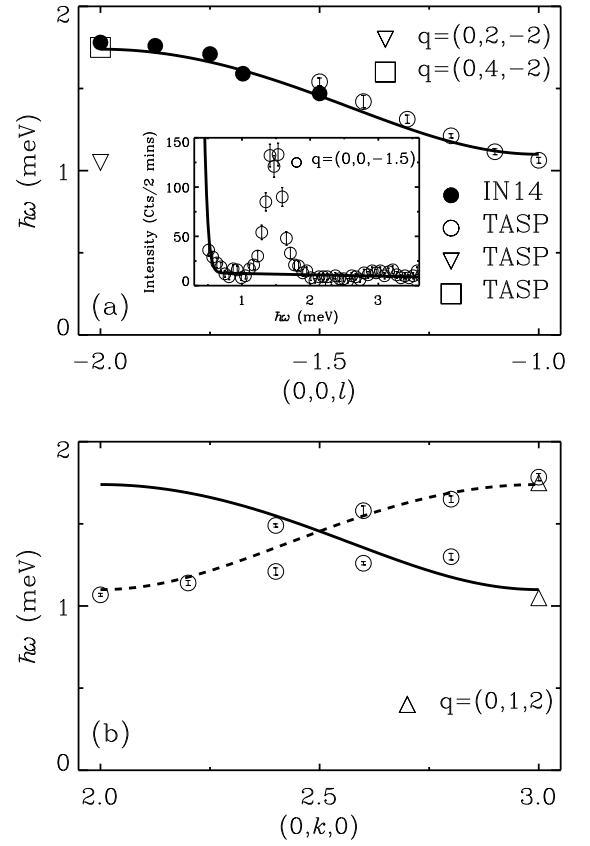 2
q=(0,2,−2)
q=(0,4,−2)
ħω (meV)
1
0
Intensity (Cts/2 mins)
150
100
50
0
q=(0,0,−1.5)
1
2
3
ħω (meV)
IN14
TASP
TASP
TASP
(a)
−2.0
−1.5
−1.0
(0,0,l)
2
ħω (meV)
1
q=(0,1,2)
(b)
0
2.0
2.5
3.0
(0,k,0)